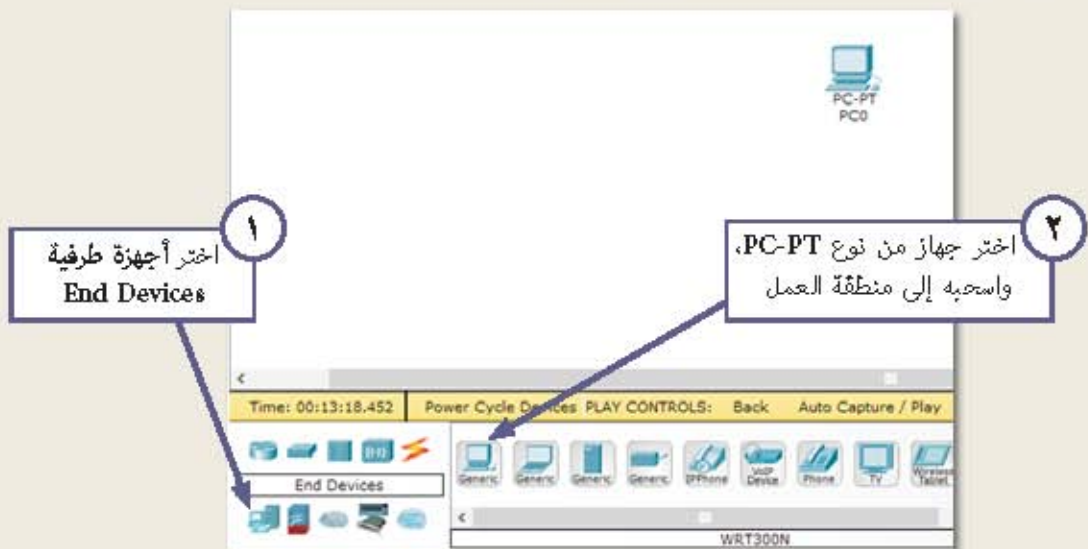 PC-PT
PC0
١
اختر أجهزة طرفية
End Devices
٢
اختر جهاز من نوع PC-PT،
واسحبه إلى منطقة العمل
Time: 00:13:18.452
Power Cycle Devices PLAY CONTROLS: Back Auto Capture / Play
End Devices
Generic Generic Generic Generic IPPhone VoIP Device Phone TV Wireless Tablet
WRT300N